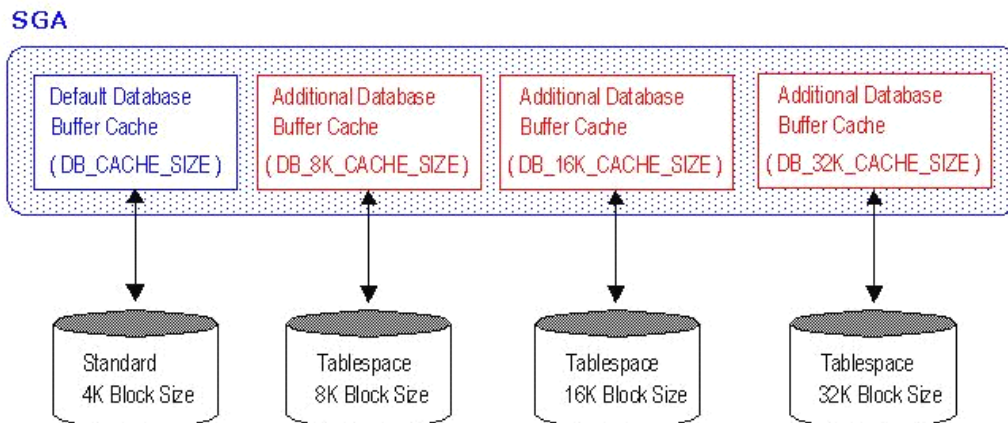 SGA
Default Database
Buffer Cache
( DB_CACHE_SIZE )
Additional Database
Buffer Cache
( DB_8K_CACHE_SIZE )
Additional Database
Buffer Cache
( DB_16K_CACHE_SIZE )
Additional Database
Buffer Cache
( DB_32K_CACHE_SIZE )
Standard
4K Block Size
Tablespace
8K Block Size
Tablespace
16K Block Size
Tablespace
32K Block Size